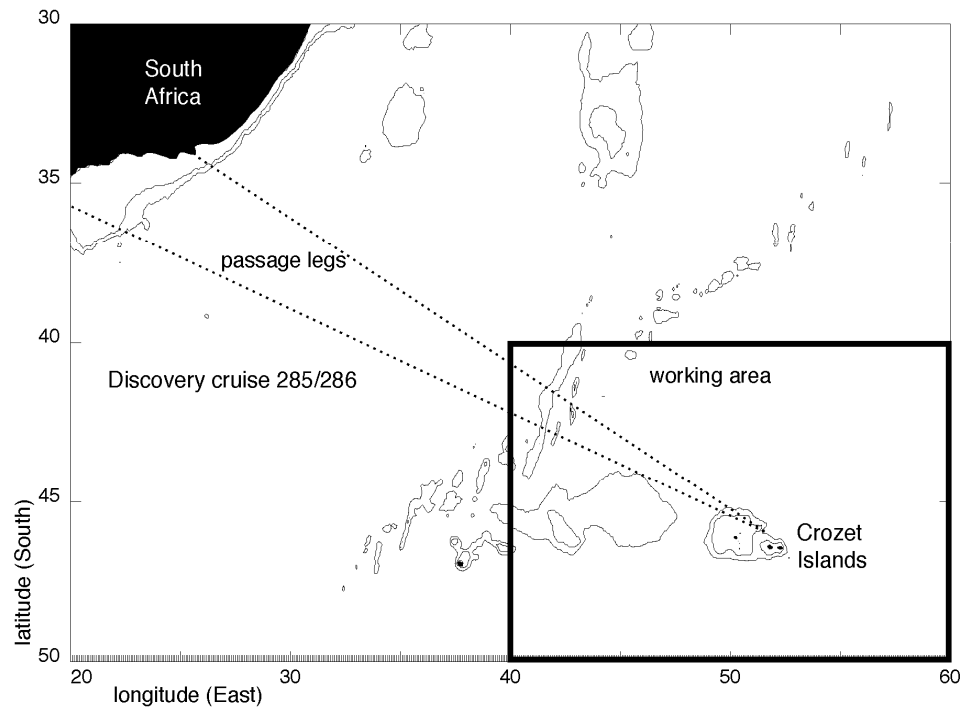 30
South
Africa
35
passage legs
40
working area
Discovery cruise 285/286
45
Crozet
Islands
latitude (South)
50
20
30
40
50
60
longitude (East)